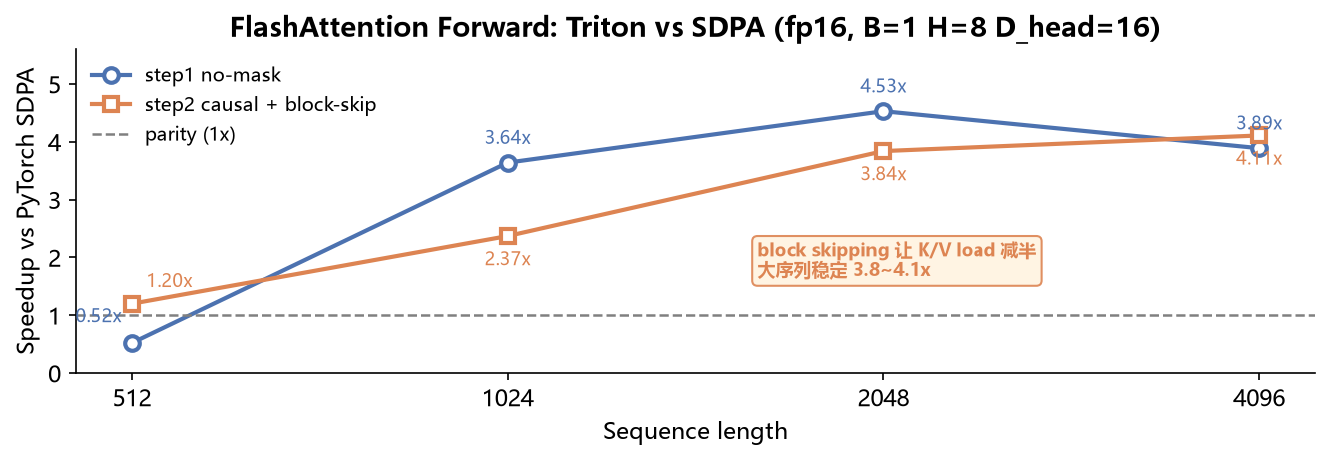 FlashAttention Forward: Triton vs SDPA (fp16, B=1 H=8 D_head=16)
Speedup vs PyTorch SDPA
5
4
3
2
1
0
step1 no-mask
step2 causal + block-skip
parity (1x)
0.52x
1.20x
3.64x
2.37x
4.53x
3.84x
3.89x
4.11x
block skipping 让 K/V load 减半
大序列稳定 3.8~4.1x
512
1024
2048
4096
Sequence length